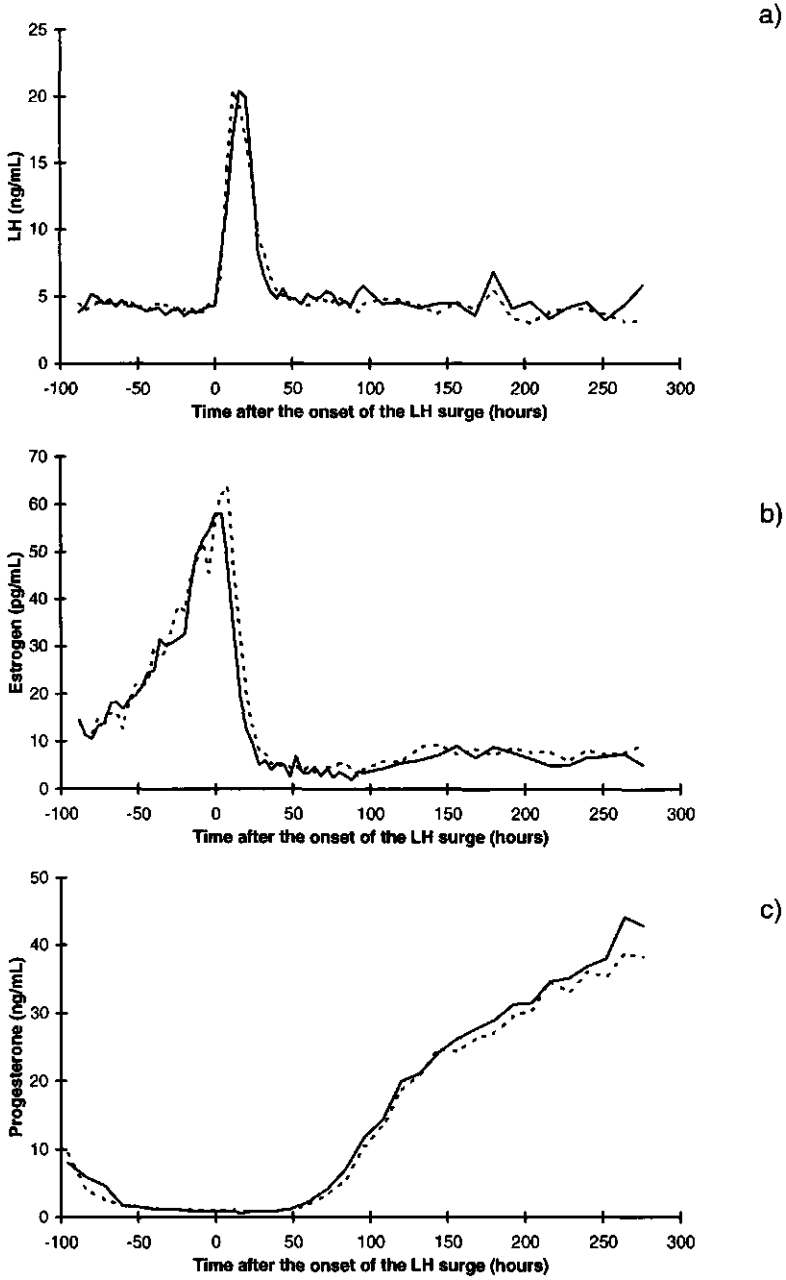 a)
25
20
15
10
5
0
LH (ng/mL)
-100 -50 0 50 100 150 200 250 300
Time after the onset of the LH surge (hours)
b)
70
60
50
40
30
20
10
0
Estrogen (pg/mL)
-100 -50 0 50 100 150 200 250 300
Time after the onset of the LH surge (hours)
c)
50
40
30
20
10
0
Progesterone (ng/mL)
-100 -50 0 50 100 150 200 250 300
Time after the onset of the LH surge (hours)